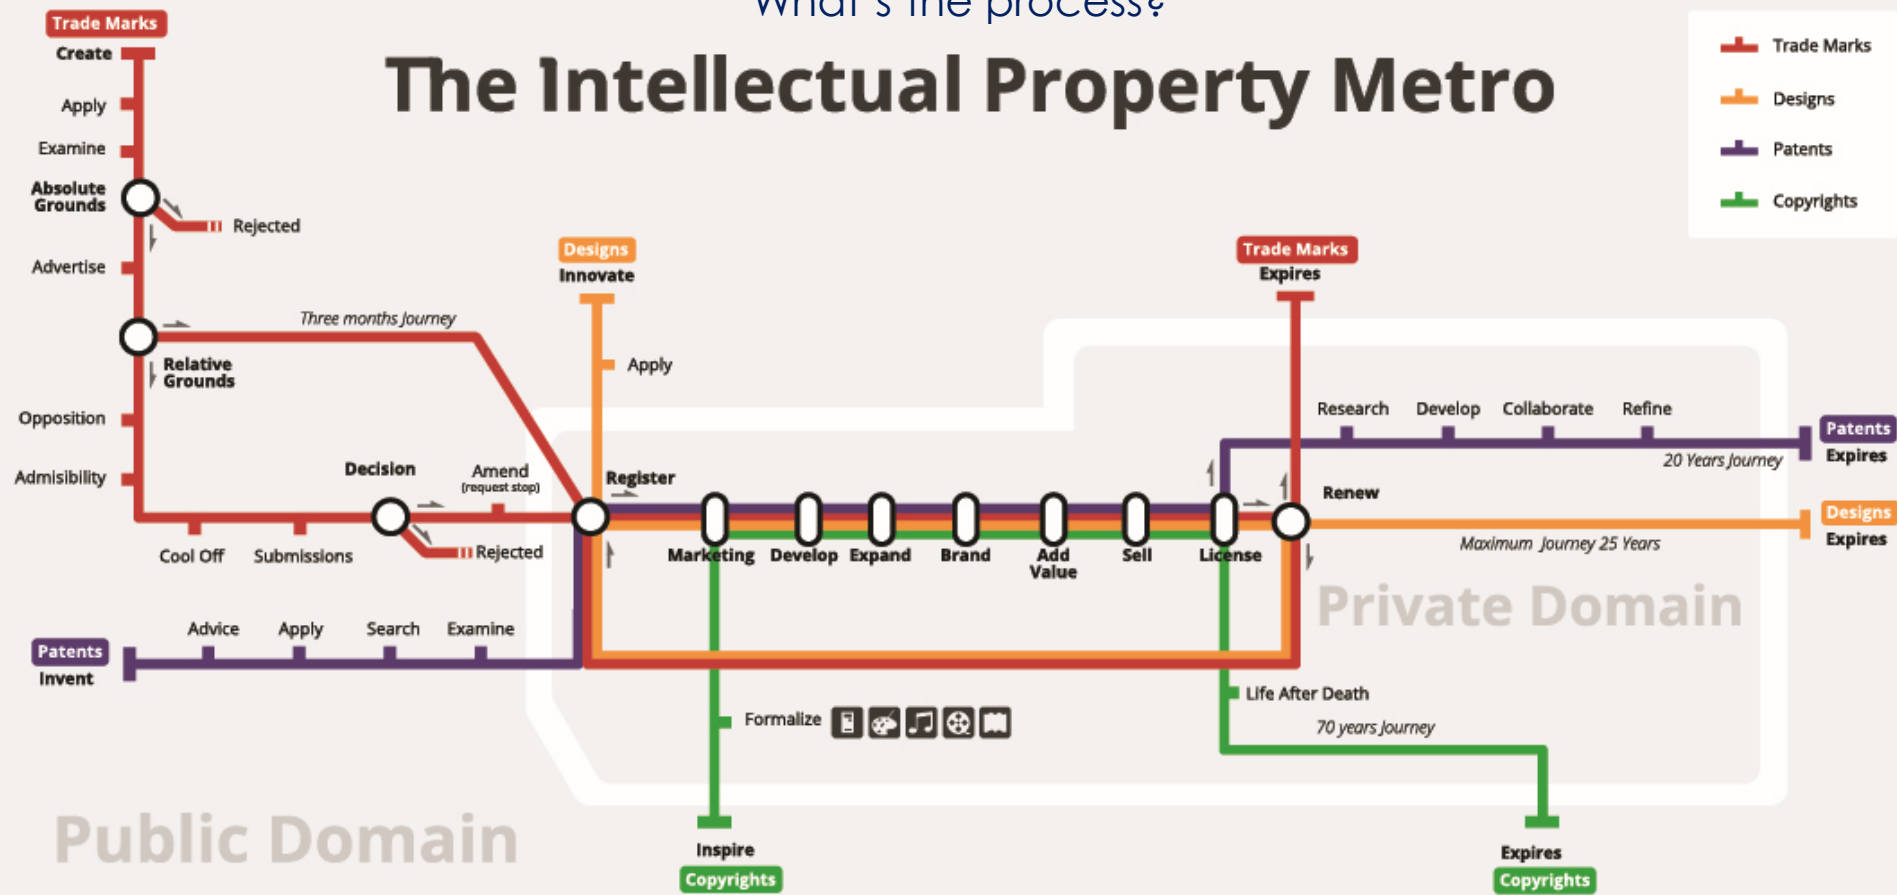 What's the process?
The Intellectual Property Metro
Trade Marks
Create
Apply
Examine
Absolute
Grounds
Rejected
Advertise
Three months Journey
Relative
Grounds
Opposition
Admisibility
Cool Off
Submissions
Decision
Rejected
Amend
(request stop)
Designs
Innovate
Apply
Register
Patents
Invent
Advice
Apply
Search
Examine
Marketing
Develop
Expand
Brand
Add
Value
Sell
License
Renew
Trade Marks
Expires
Research
Develop
Collaborate
Refine
20 Years Journey
Patents
Expires
Maximum Journey 25 Years
Designs
Expires
Private Domain
Life After Death
70 years Journey
Formalize
Inspire
Copyrights
Expires
Copyrights
Public Domain
Trade Marks
Designs
Patents
Copyrights